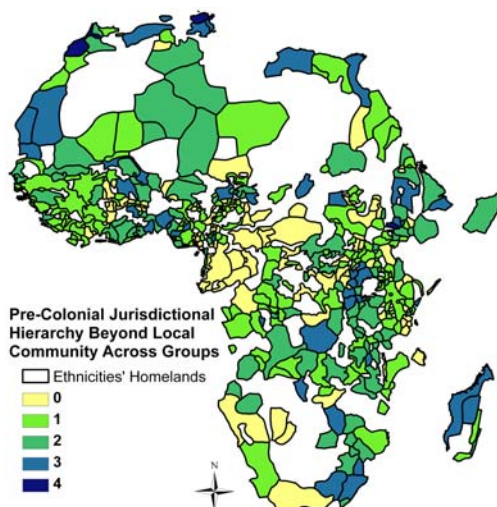 Pre-Colonial Jurisdictional
Hierarchy Beyond Local
Community Across Groups
Ethnicities' Homelands
0
1
2
3
4
N